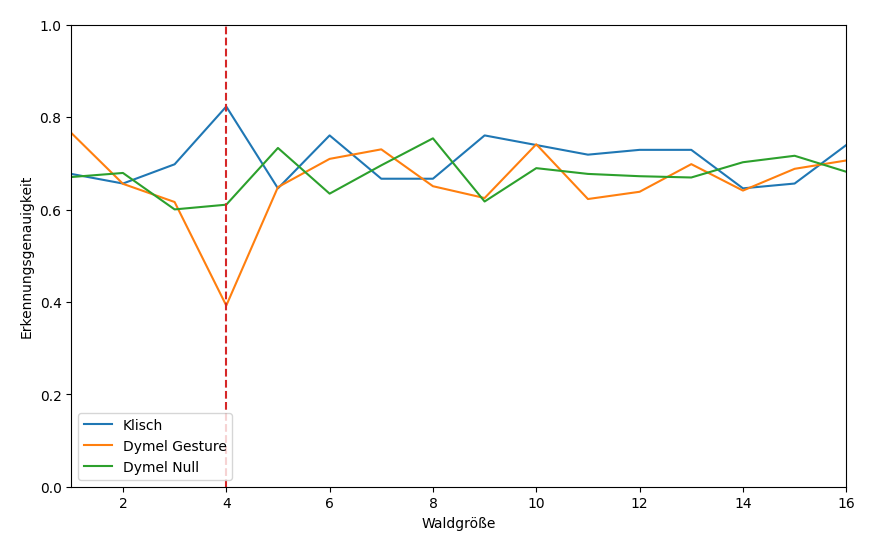 1.0
0.8
0.6
0.4
0.2
0.0
Erkennungsgenauigkeit
Klisch
Dymel Gesture
Dymel Null
2 4 6 8 10 12 14 16
Waldgröße